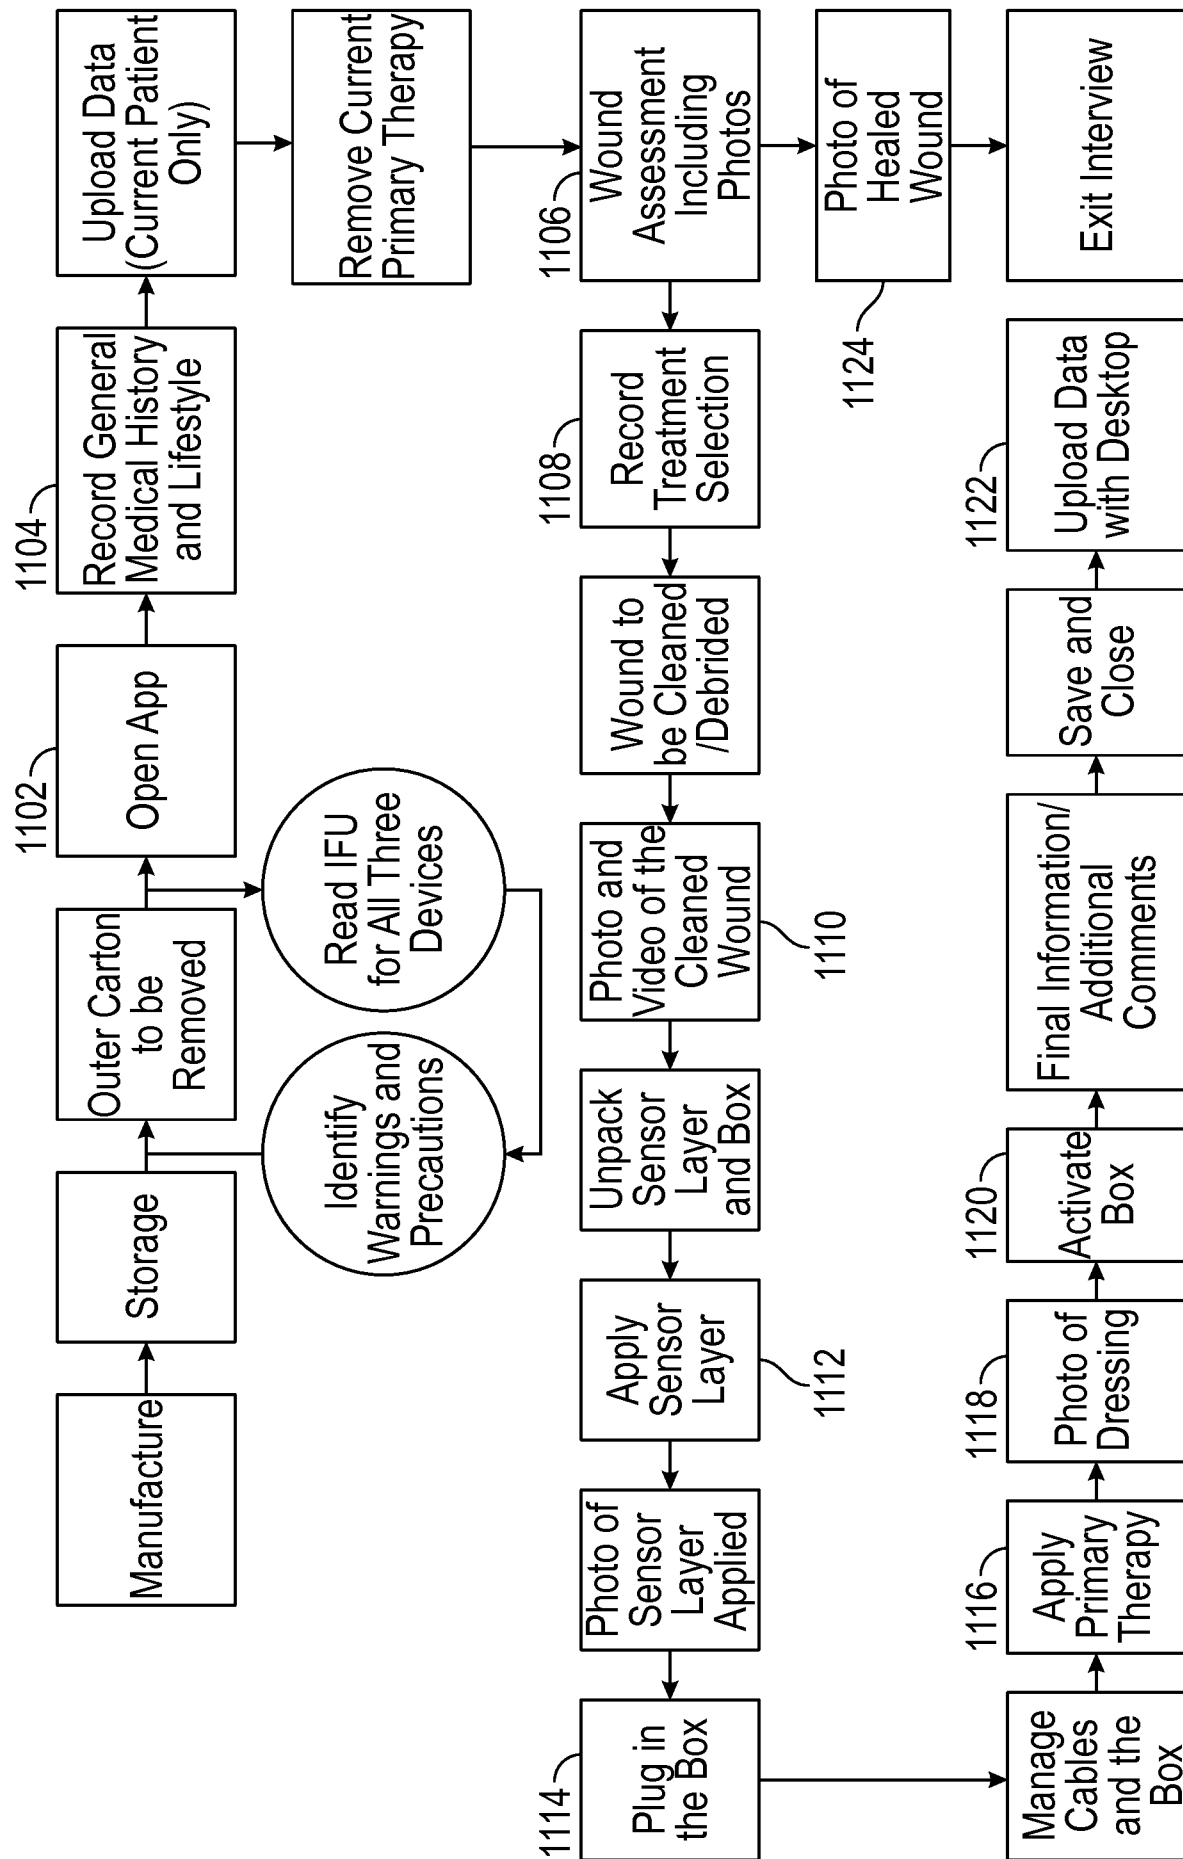 Manufacture
Storage
Outer Carton
to be
Removed
1102
Open App
1104
Record General
Medical History
and Lifestyle
Upload Data
(Current Patient
Only)
Identify
Warnings and
Precautions
Read IFU
for All Three
Devices
Remove Current
Primary Therapy
1106
Wound
Assessment
Including
Photos
1108
Record
Treatment
Selection
Wound to
be Cleaned
/Debrided
Photo and
Video of the
Cleaned
Wound
1110
Unpack
Sensor
Layer
and Box
Apply
Sensor
Layer
1112
Photo of
Sensor
Layer
Applied
1114
Plug in
the Box
Photo of
Healed
Wound
1124
Manage
Cables
and the
Box
1116
Apply
Primary
Therapy
1118
Photo of
Dressing
1120
Activate
Box
Final Information/
Additional
Comments
Save and
Close
1122
Upload Data
with Desktop
Exit Interview